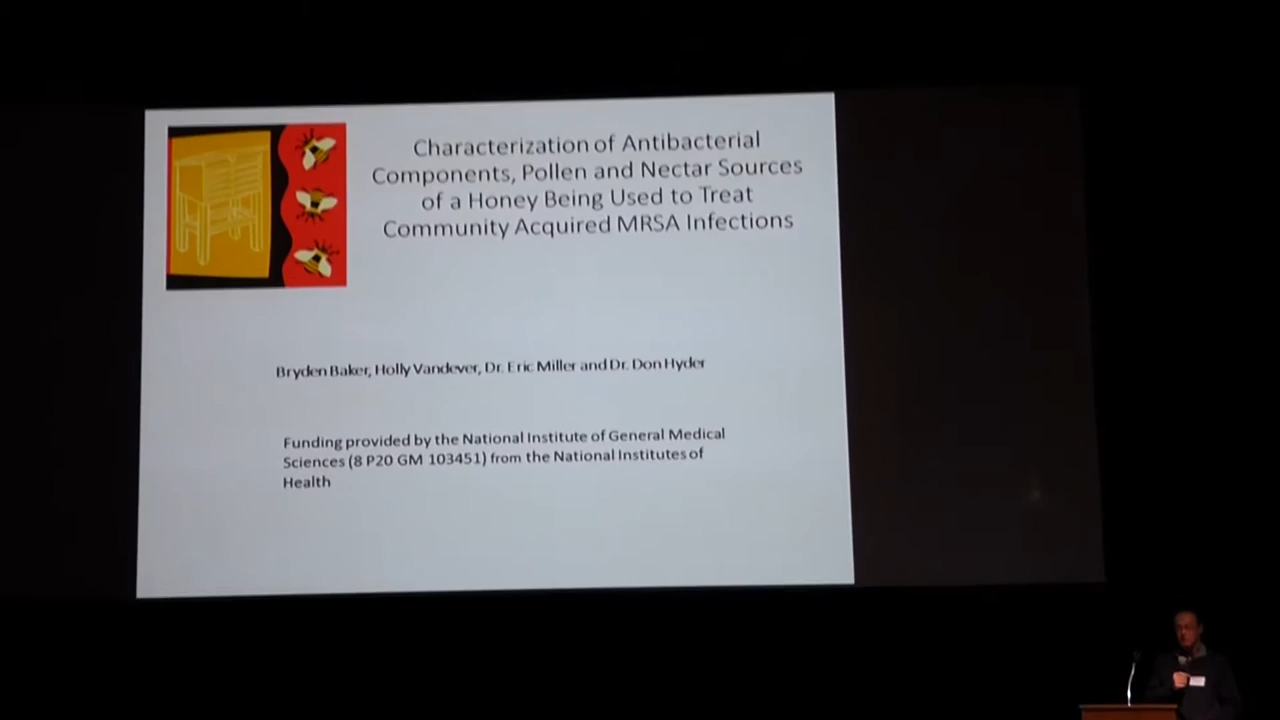 Characterization of Antibacterial
Components, Pollen and Nectar Sources
of a Honey Being Used to Treat
Community Acquired MRSA Infections
Bryden Baker, Holly Vandever, Dr. Eric Miller and Dr. Don Hyder
Funding provided by the National Institute of General Medical
Sciences (8 P20 GM 103451) from the National Institutes of
Health